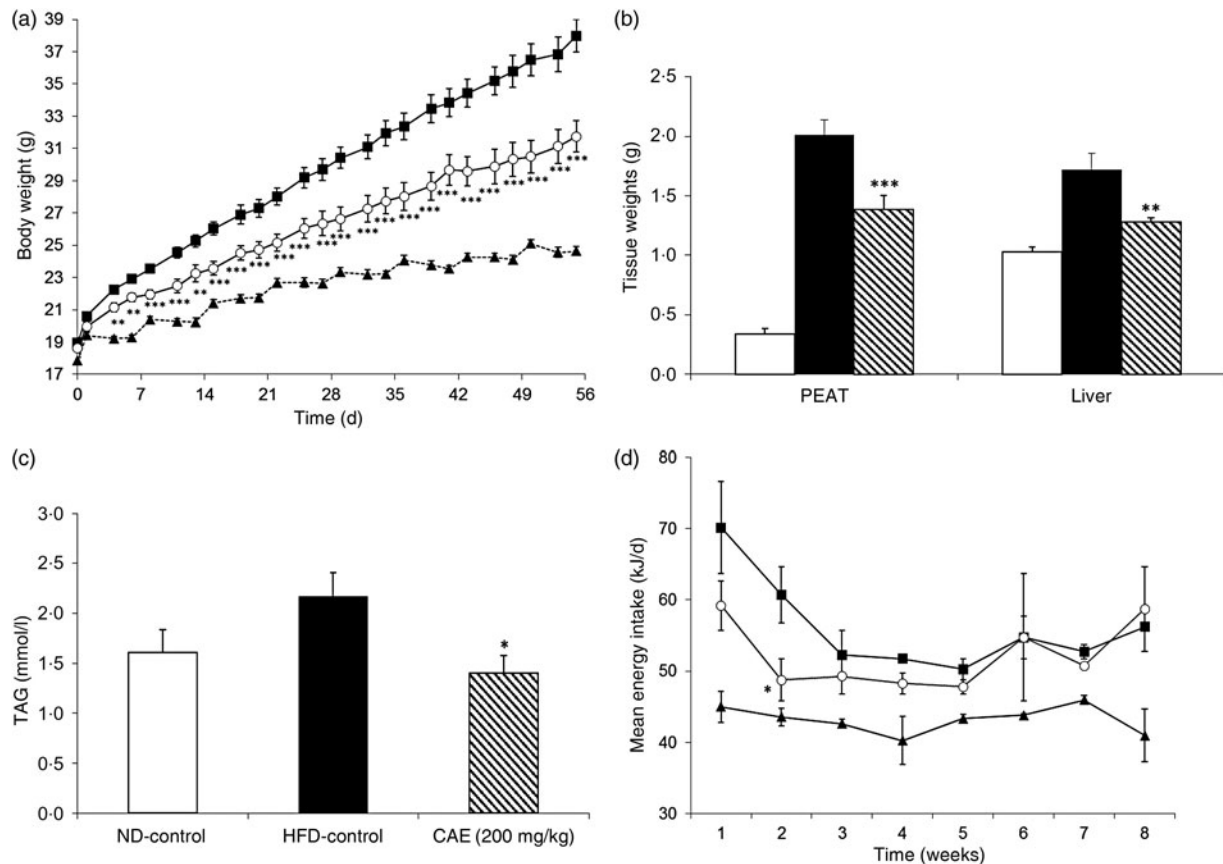 (a)
Body weight (g)
39
37
35
33
31
29
27
25
23
21
19
17
** ** *** *** ** *** *** *** *** *** *** *** *** *** *** *** *** *** *** *** *** *** ***
0 7 14 21 28 35 42 49 56
Time (d)
(b)
Tissue weights (g)
2·5
2·0
1·5
1·0
0·5
0·0
***
**
PEAT Liver
(c)
TAG (mmol/l)
3·0
2·5
2·0
1·5
1·0
0·5
0·0
*
ND-control HFD-control CAE (200 mg/kg)
(d)
Mean energy intake (kJ/d)
80
70
60
50
40
30
*
1 2 3 4 5 6 7 8
Time (weeks)